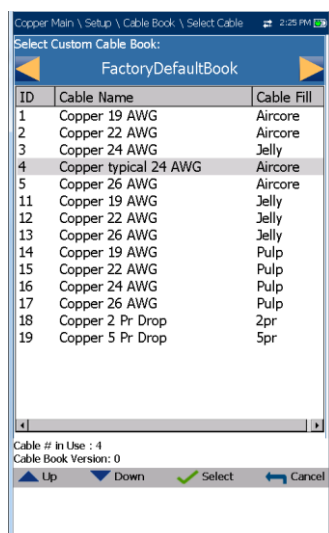 Copper Main \ Setup \ Cable Book \ Select Cable 2:25 PM
Select Custom Cable Book:
FactoryDefaultBook
ID Cable Name Cable Fill
1 Copper 19 AWG Aircore
2 Copper 22 AWG Aircore
3 Copper 24 AWG Jelly
4 Copper typical 24 AWG Aircore
5 Copper 26 AWG Aircore
11 Copper 19 AWG Jelly
12 Copper 22 AWG Jelly
13 Copper 26 AWG Jelly
14 Copper 19 AWG Pulp
15 Copper 22 AWG Pulp
16 Copper 24 AWG Pulp
17 Copper 26 AWG Pulp
18 Copper 2 Pr Drop 2pr
19 Copper 5 Pr Drop 5pr
Cable # in Use : 4
Cable Book Version: 0
Up Down Select Cancel